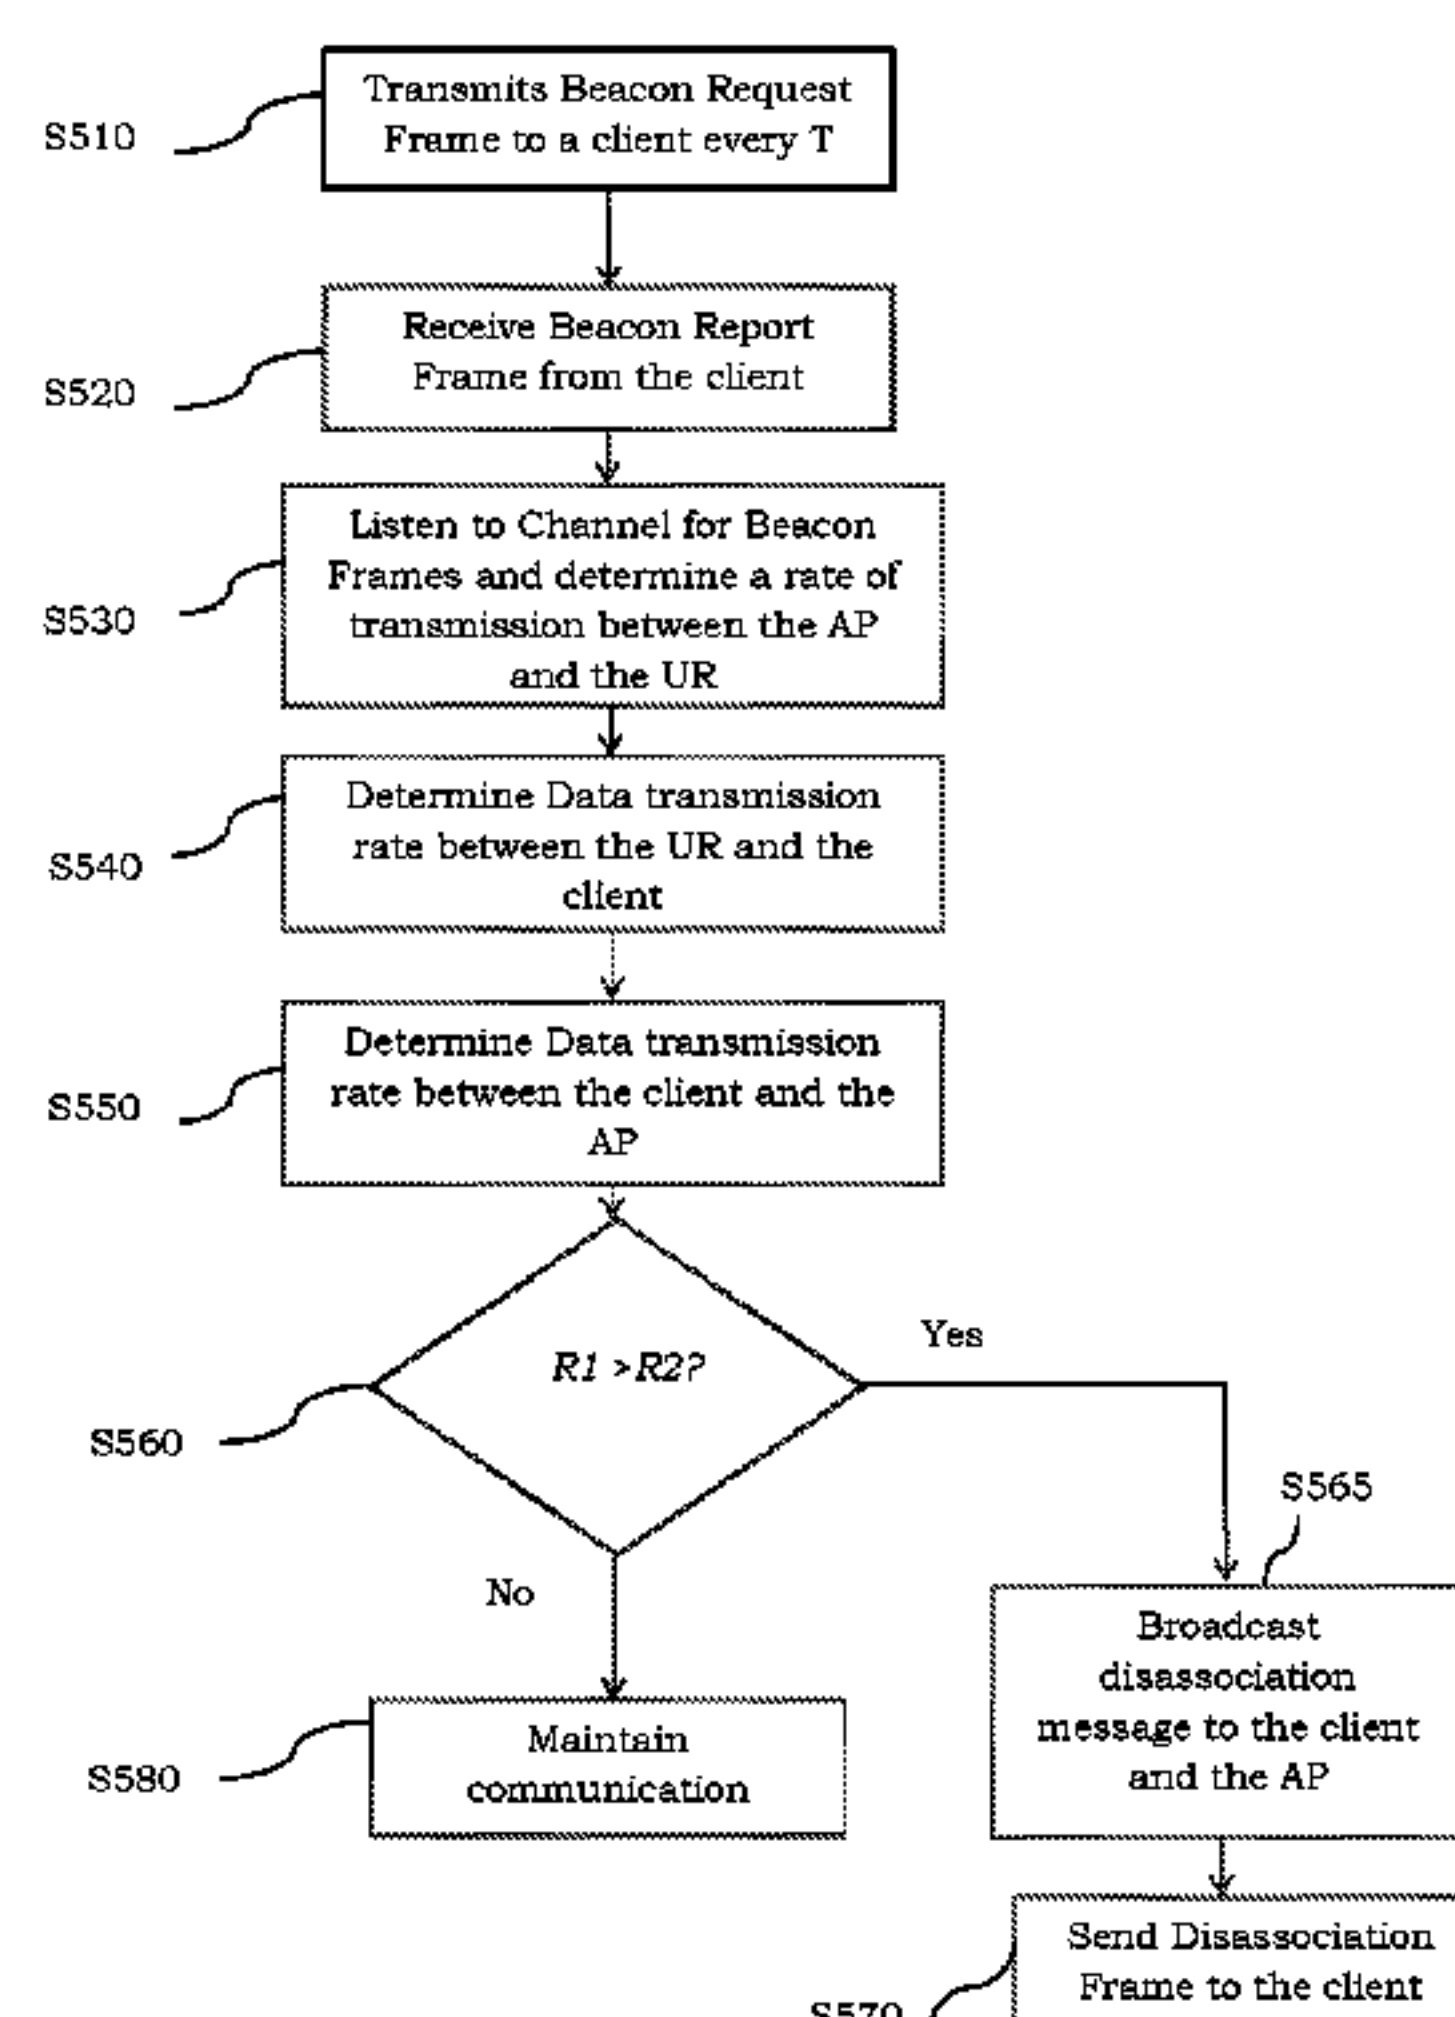 Transmits Beacon Request
Frame to a client every T
S510
Receive Beacon Report
Frame from the client
S520
Listen to Channel for Beacon
Frames and determine a rate of
transmission between the AP
and the UR
S530
Determine Data transmission
rate between the UR and the
client
S540
Determine Data transmission
rate between the client and the
AP
S550
R1 >R2?
Yes
S560
S565
No
Broadcast
disassociation
message to the client
and the AP
Maintain
communication
S580
Send Disassociation
Frame to the client
S570